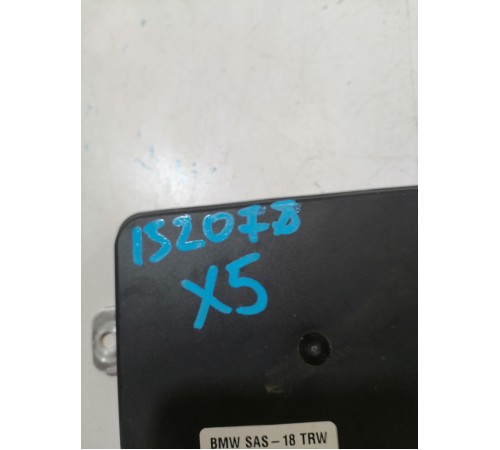 IS2078
X5
BMW SAS – 18 TRW